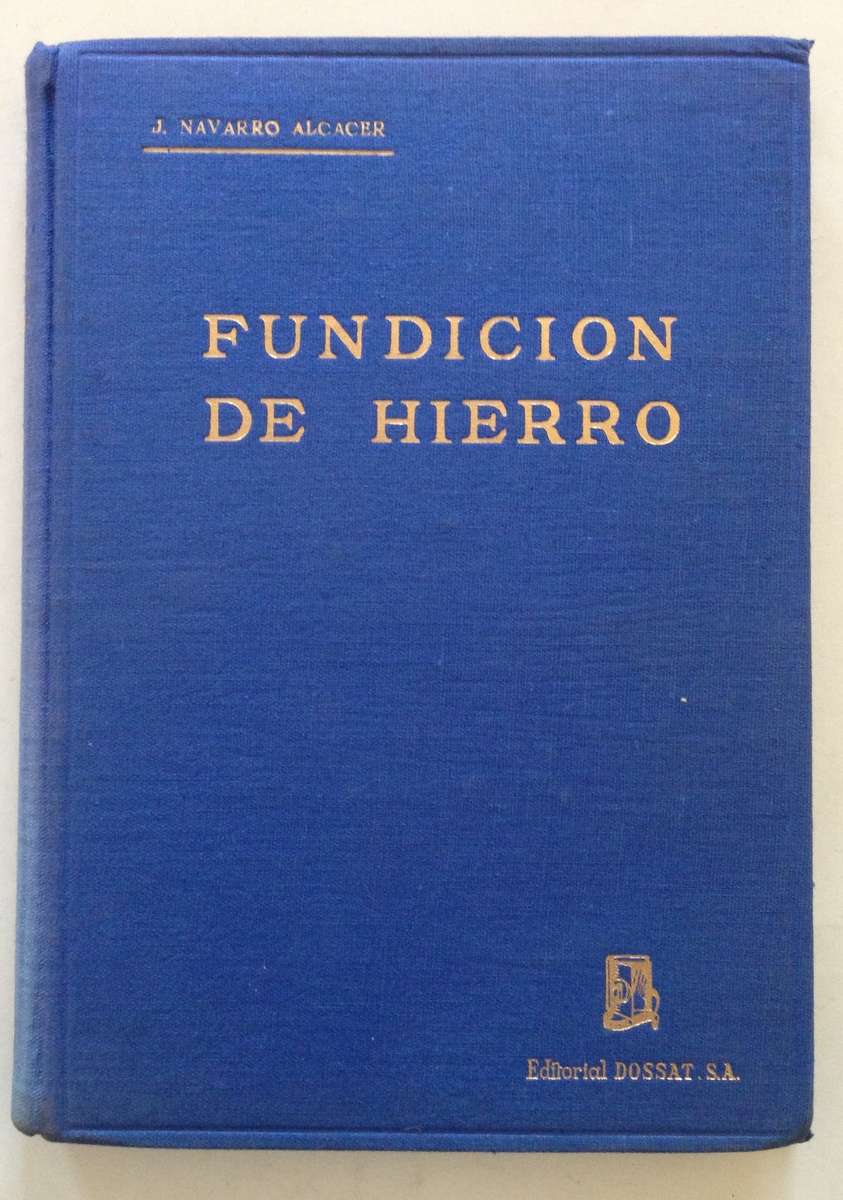 J. NAVARRO ALCACER
FUNDICION
DE HIERRO
Editorial DOSSAT. S.A.